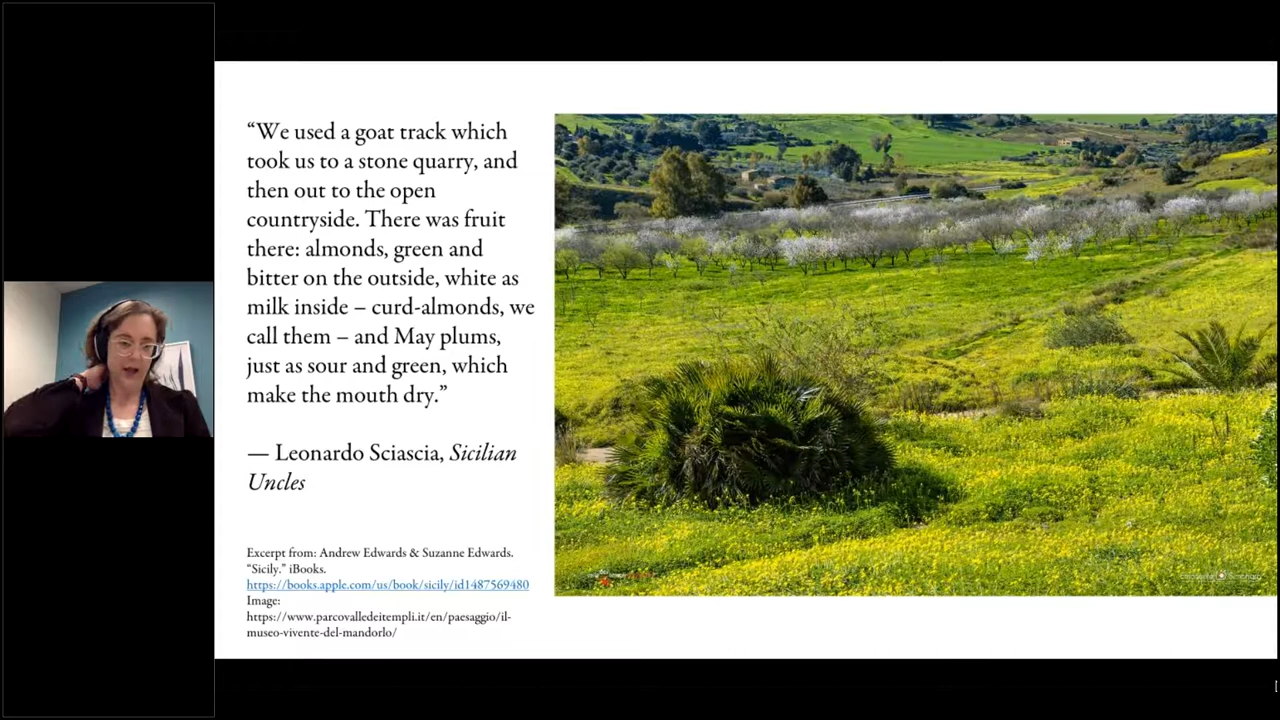 “We used a goat track which
took us to a stone quarry, and
then out to the open
countryside. There was fruit
there: almonds, green and
bitter on the outside, white as
milk inside – curd-almonds, we
call them – and May plums,
just as sour and green, which
make the mouth dry.”
— Leonardo Sciascia, Sicilian
Uncles
Excerpt from: Andrew Edwards & Suzanne Edwards.
“Sicily.” iBooks.
https://books.apple.com/us/book/sicily/id1487569480
Image:
https://www.parcovalledeitempli.it/en/paesaggio/il-
museo-vivente-del-mandorlo/